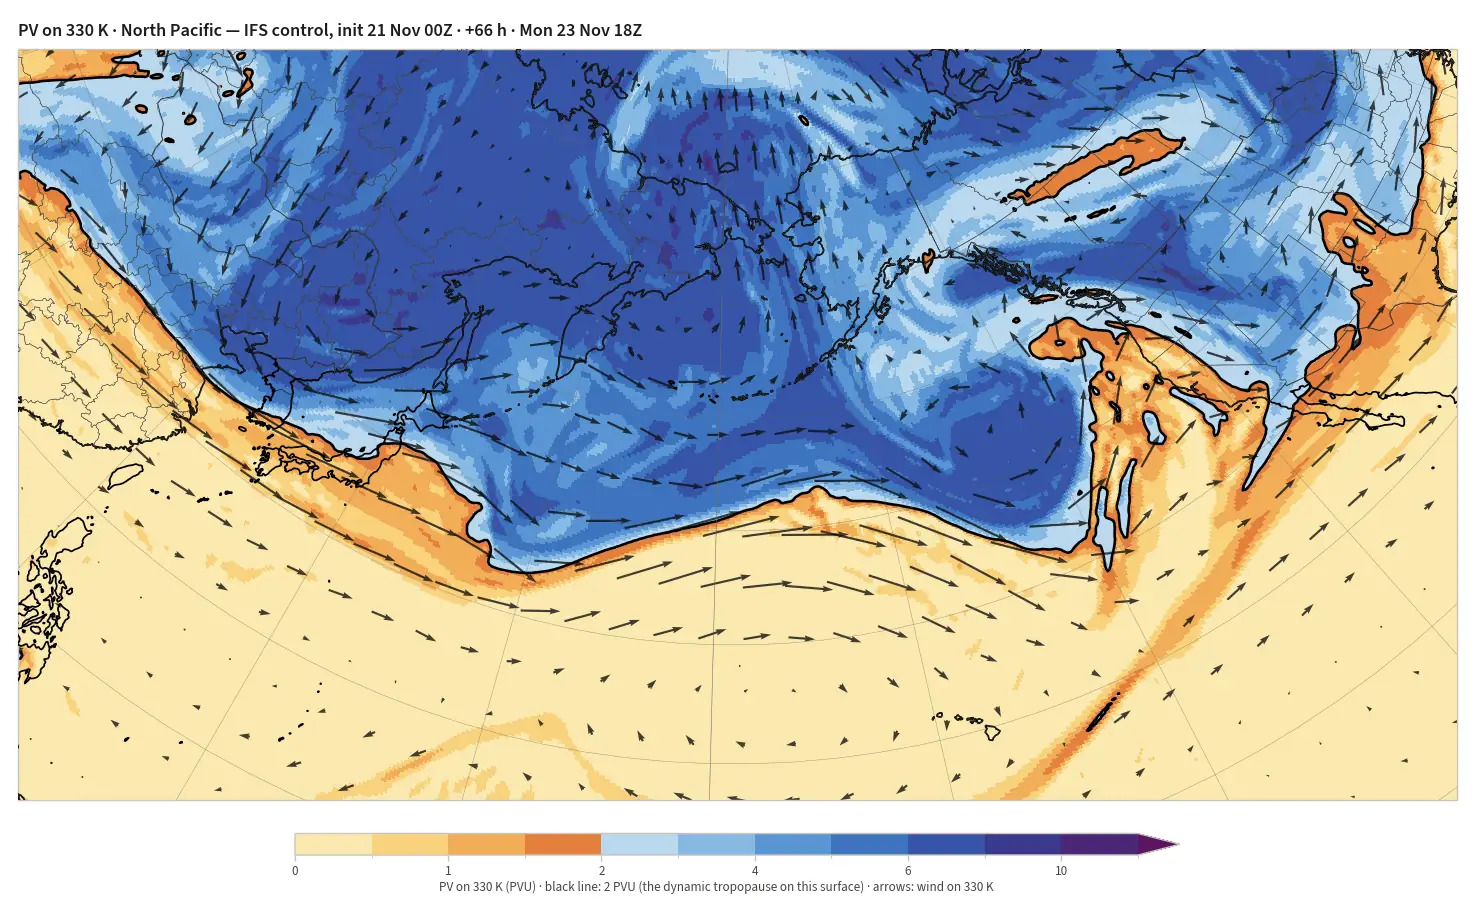 PV on 330 K · North Pacific — IFS control, init 21 Nov 00Z · +66 h · Mon 23 Nov 18Z
0 1 2 4 6 10
PV on 330 K (PVU) · black line: 2 PVU (the dynamic tropopause on this surface) · arrows: wind on 330 K